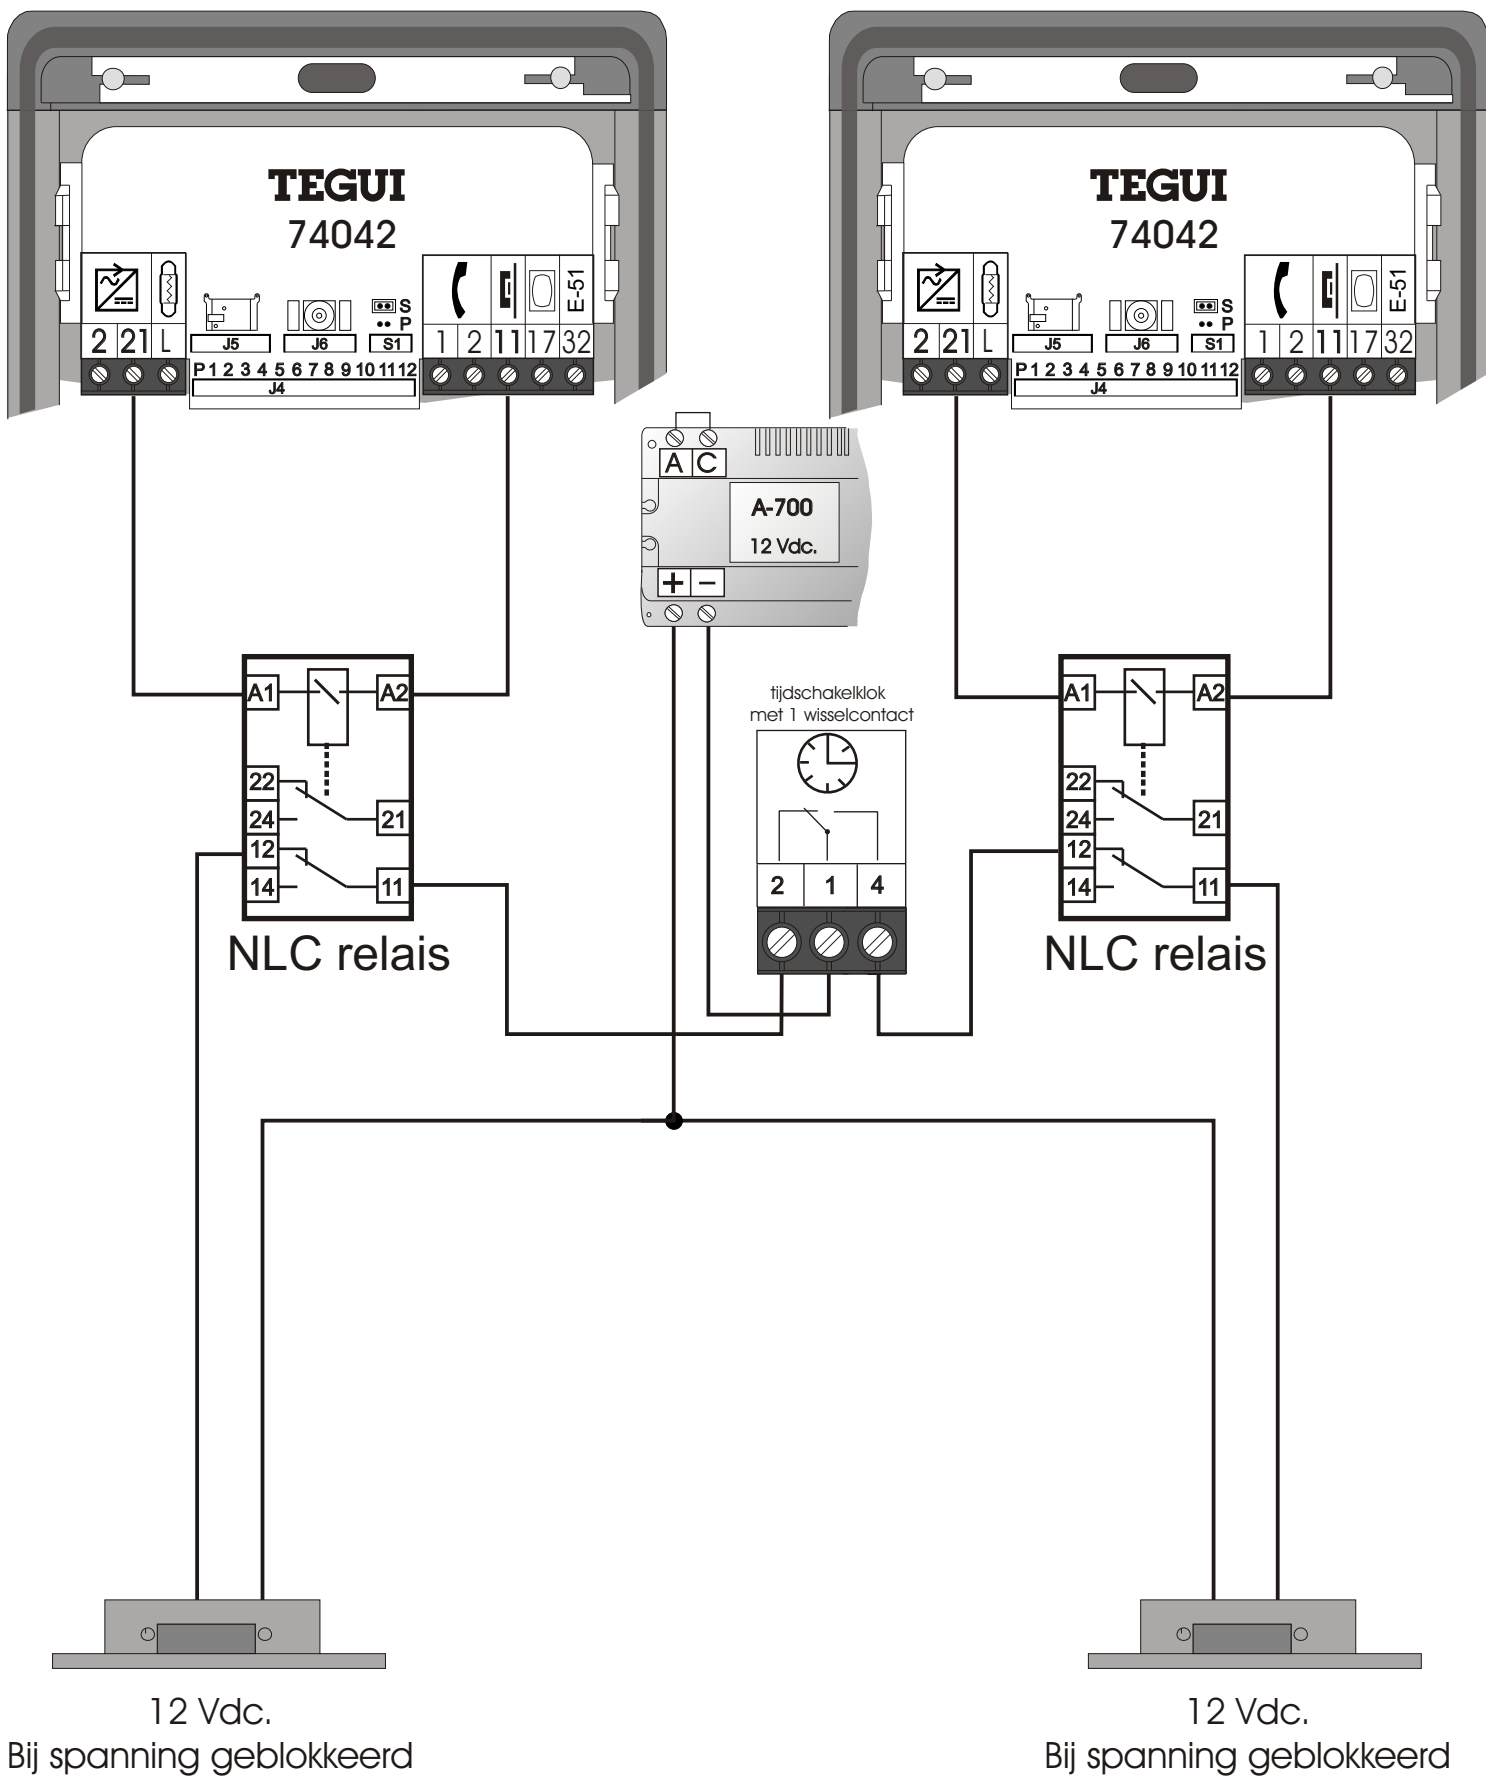 TEGUI
74042
E-51
S
P
2 21 L
J5 J6 S1
1 2 11 17 32
P 1 2 3 4 5 6 7 8 9 10 11 12
J4
TEGUI
74042
E-51
S
P
2 21 L
J5 J6 S1
1 2 11 17 32
P 1 2 3 4 5 6 7 8 9 10 11 12
J4
A C
A-700
12 Vdc.
+ −
A1 A2
22
24 21
12
14 11
NLC relais
tijdschakelklok
met 1 wisselcontact
2 1 4
A1 A2
22
24 21
12
14 11
NLC relais
12 Vdc.
Bij spanning geblokkeerd
12 Vdc.
Bij spanning geblokkeerd